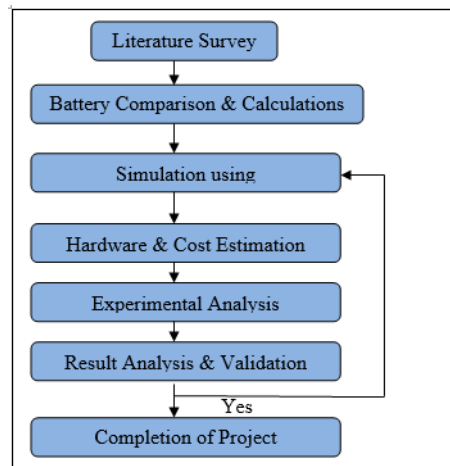 Literature Survey
Battery Comparison & Calculations
Simulation using
Hardware & Cost Estimation
Experimental Analysis
Result Analysis & Validation
Yes
Completion of Project